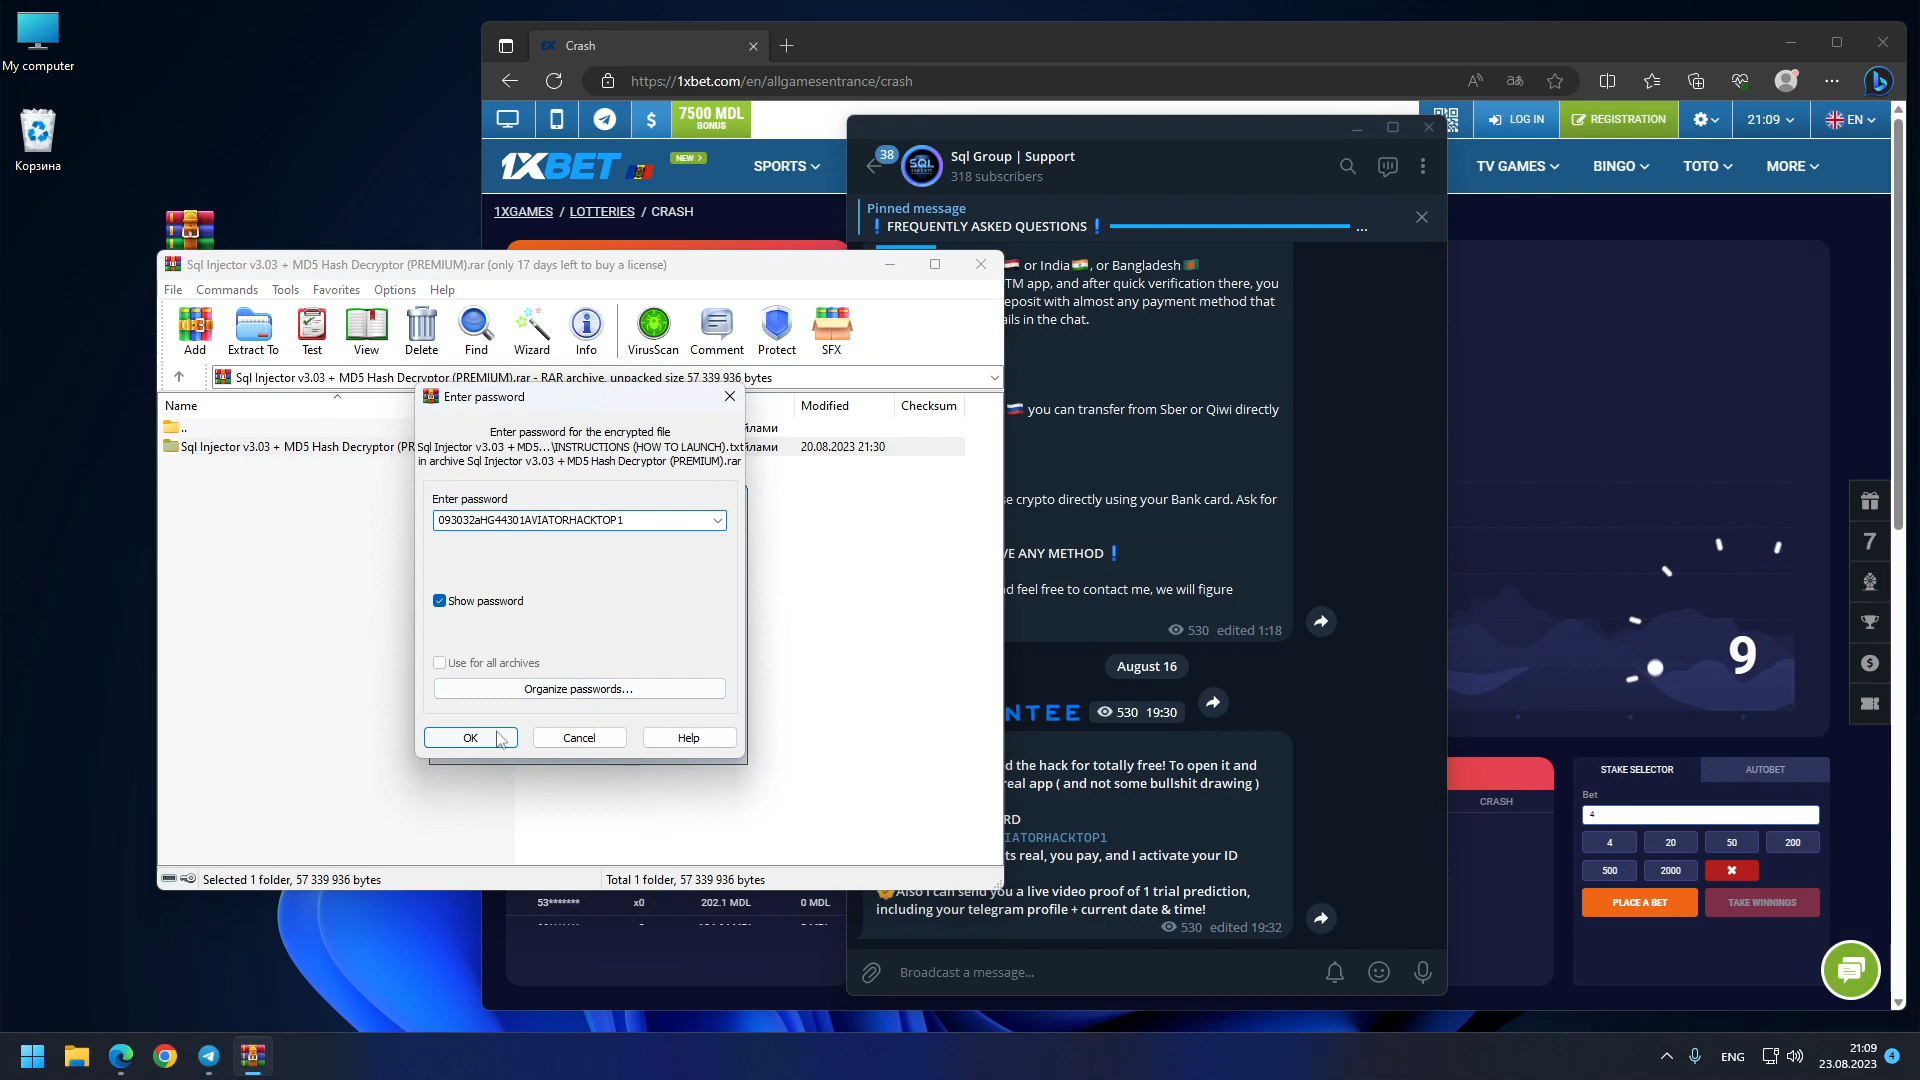 My computer
Корзина
Crash
https://1xbet.com/en/allgamesentrance/crash
7500 MDL
BONUS
LOG IN
REGISTRATION
21:09
EN
1XBET
NEW >
SPORTS
TV GAMES
BINGO
TOTO
MORE
1XGAMES / LOTTERIES / CRASH
38
SQL
Sql Group | Support
318 subscribers
Pinned message
❗ FREQUENTLY ASKED QUESTIONS ❗
...
or India🇮🇳, or Bangladesh🇧🇩
TM app, and after quick verification there, you
eposit with almost any payment method that
ils in the chat.
you can transfer from Sber or Qiwi directly
se crypto directly using your Bank card. Ask for
VE ANY METHOD ❗
d feel free to contact me, we will figure
530 edited 1:18
August 16
NTEE
530 19:30
d the hack for totally free! To open it and
real app ( and not some bullshit drawing )
RD
IATORHACKTOP1
ts real, you pay, and I activate your ID
Also I can send you a live video proof of 1 trial prediction,
including your telegram profile + current date & time!
530 edited 19:32
Broadcast a message...
Sql Injector v3.03 + MD5 Hash Decryptor (PREMIUM).rar (only 17 days left to buy a license)
File Commands Tools Favorites Options Help
Add Extract To Test View Delete Find Wizard Info VirusScan Comment Protect SFX
Sql Injector v3.03 + MD5 Hash Decryptor (PREMIUM).rar - RAR archive, unpacked size 57 339 936 bytes
Name Modified Checksum
..
йлами
Sql Injector v3.03 + MD5 Hash Decryptor (PR
йлами 20.08.2023 21:30
Enter password
Enter password for the encrypted file
Sql Injector v3.03 + MD5...\INSTRUCTIONS (HOW TO LAUNCH).txt
in archive Sql Injector v3.03 + MD5 Hash Decryptor (PREMIUM).rar
Enter password
093032aHG44301AVIATORHACKTOP1
Show password
Use for all archives
Organize passwords...
OK Cancel Help
Selected 1 folder, 57 339 936 bytes
Total 1 folder, 57 339 936 bytes
53******* x0 202.1 MDL 0 MDL
9
7
CRASH
STAKE SELECTOR AUTOBET
Bet
4
4 20 50 200
500 2000
PLACE A BET TAKE WINNINGS
ENG
21:09
23.08.2023
4